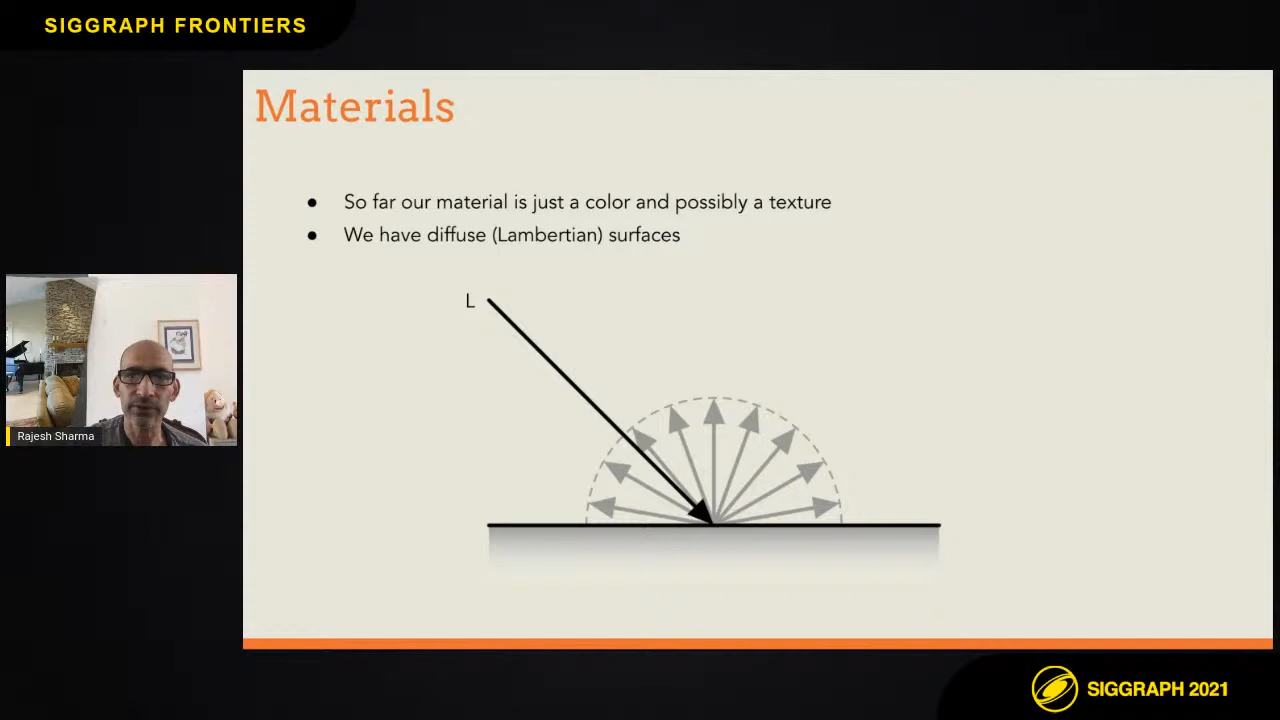 SIGGRAPH FRONTIERS
Materials
● So far our material is just a color and possibly a texture
● We have diffuse (Lambertian) surfaces
L
Rajesh Sharma
SIGGRAPH 2021